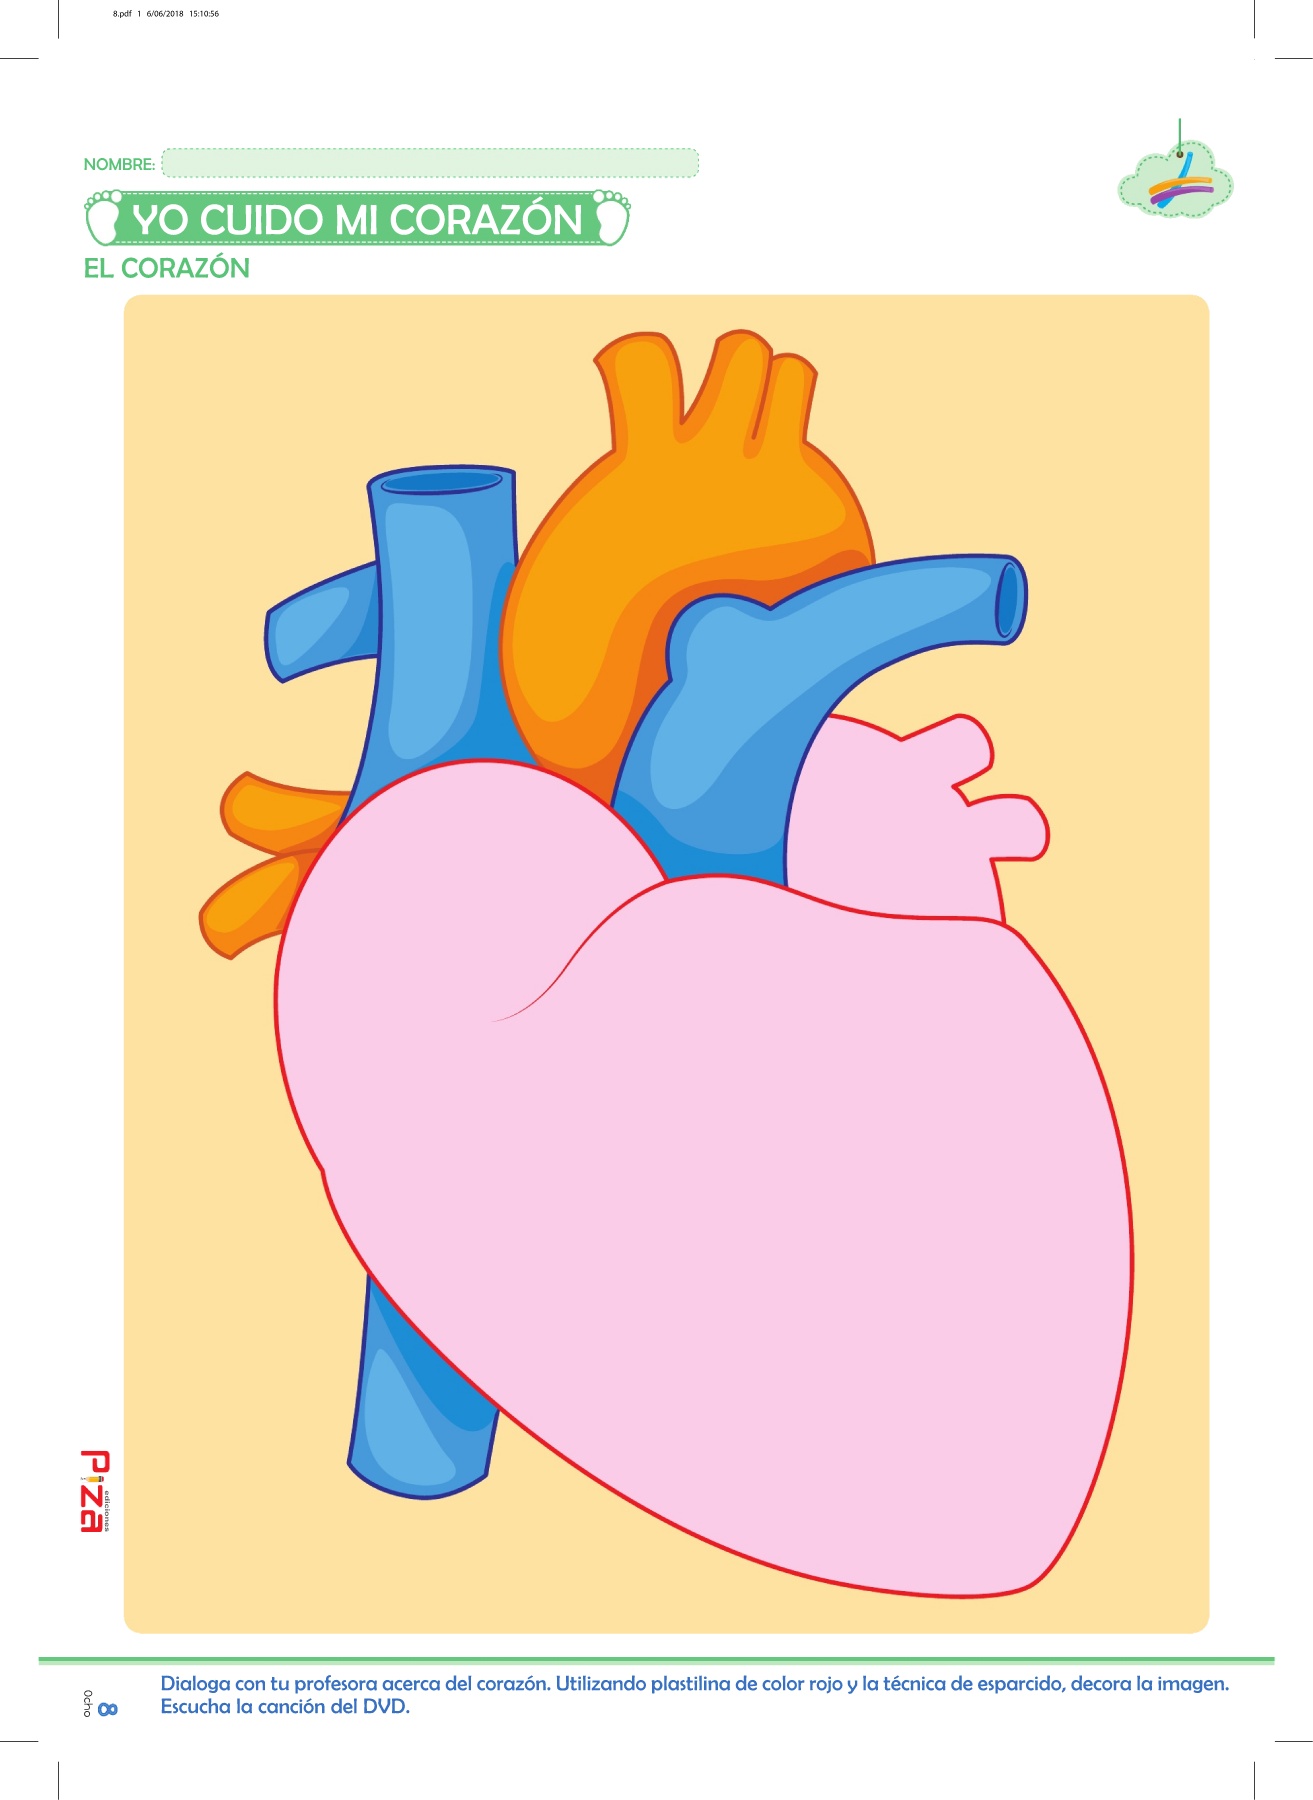 8.pdf 1 6/06/2018 15:10:56
NOMBRE:
YO CUIDO MI CORAZÓN
EL CORAZÓN
PIZA
ediciones
Dialoga con tu profesora acerca del corazón. Utilizando plastilina de color rojo y la técnica de esparcido, decora la imagen.
Escucha la canción del DVD.
8
Ocho